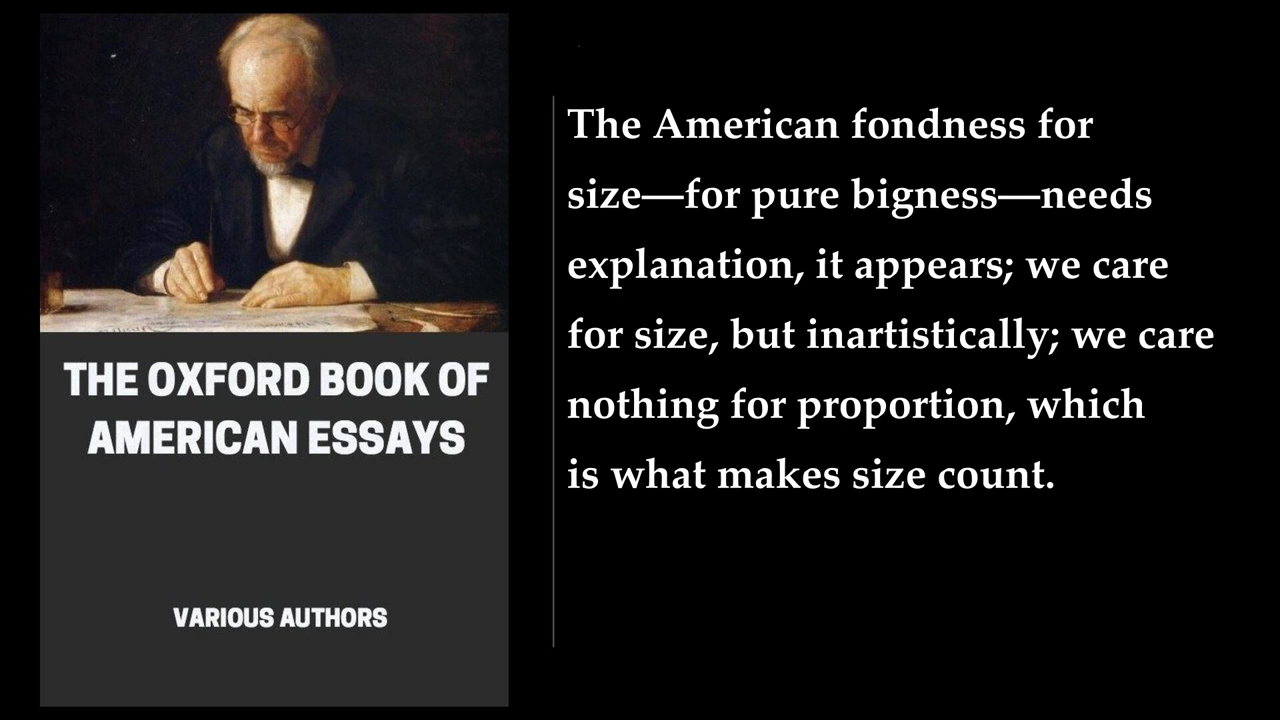 THE OXFORD BOOK OF
AMERICAN ESSAYS
VARIOUS AUTHORS
The American fondness for
size—for pure bigness—needs
explanation, it appears; we care
for size, but inartistically; we care
nothing for proportion, which
is what makes size count.